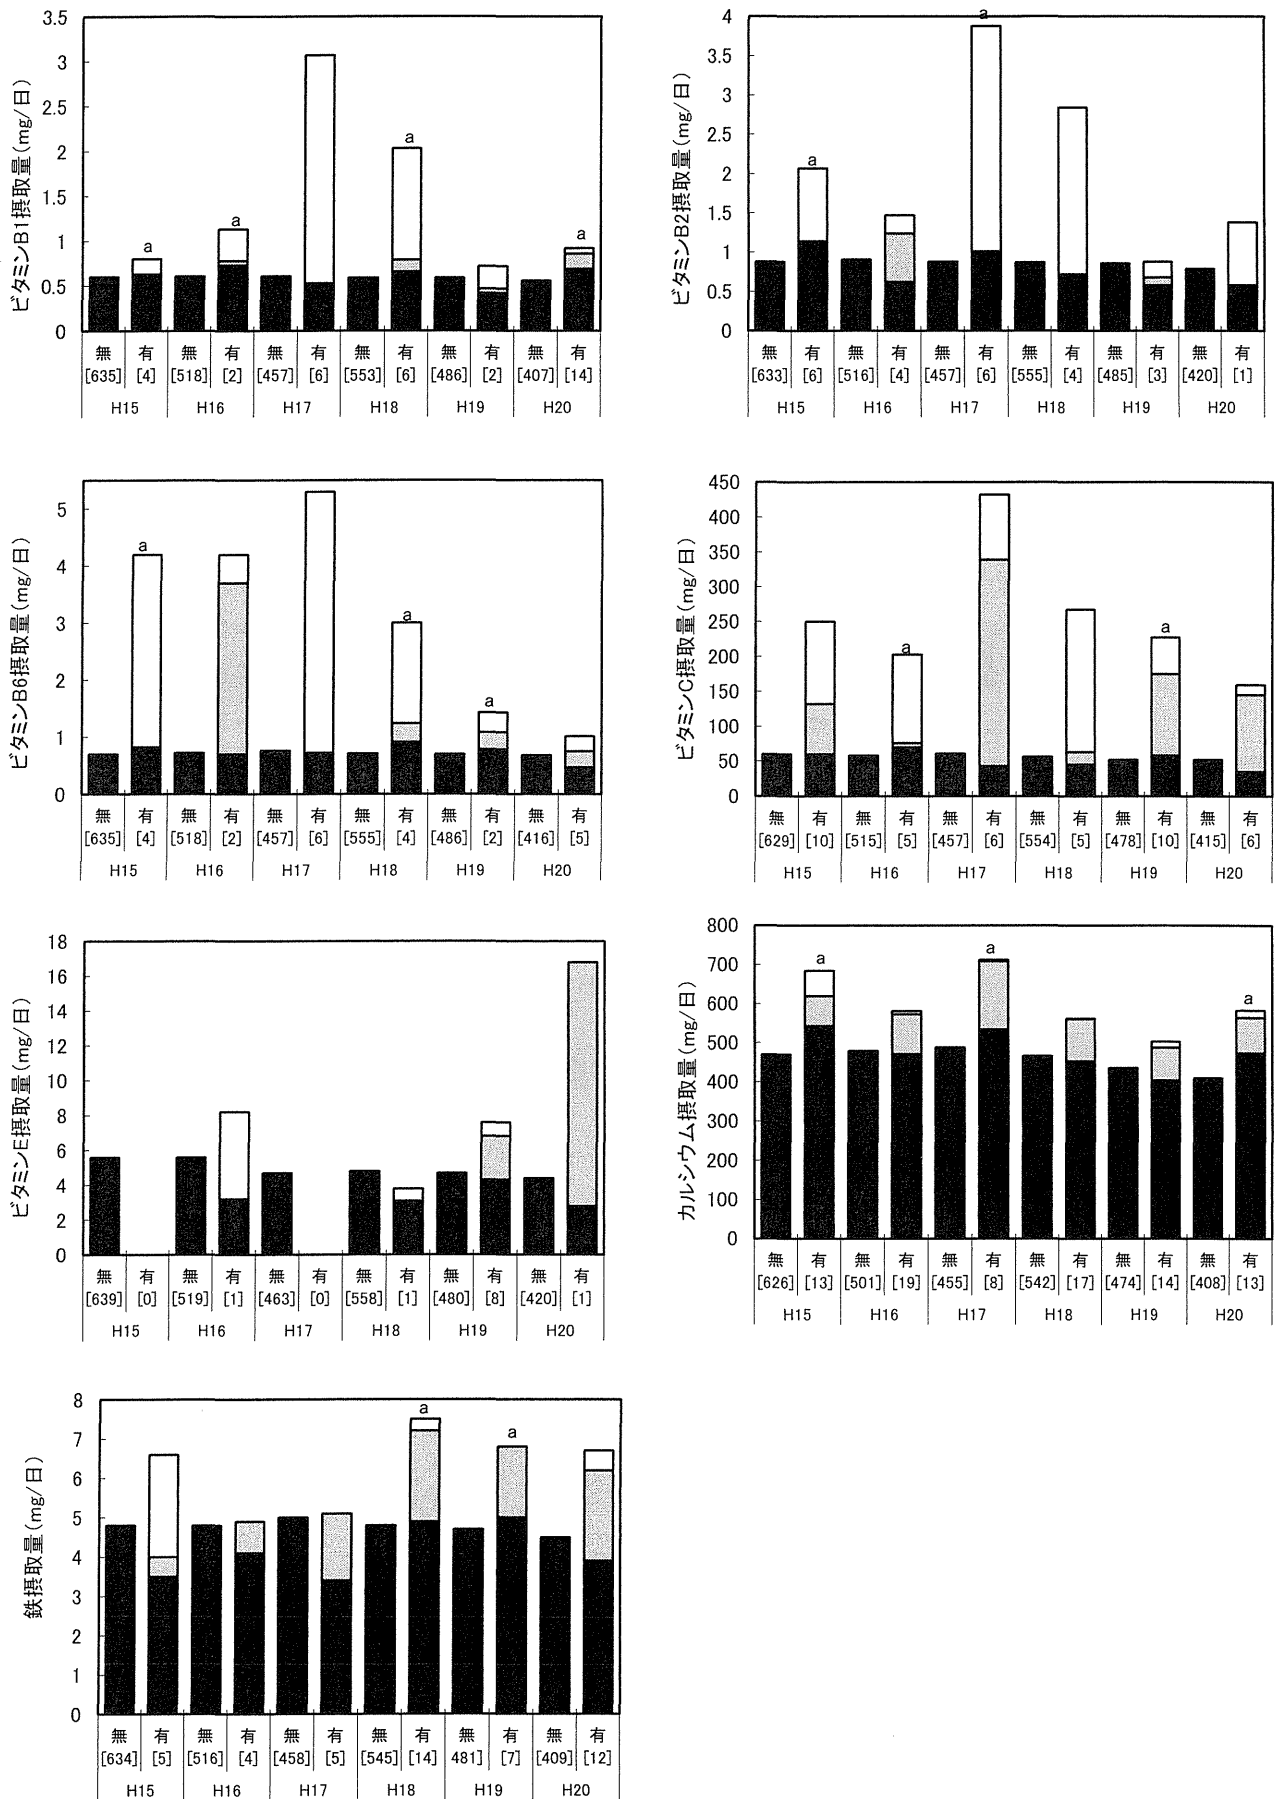 ビタミンB1摂取量(mg/日)
3.5
3
2.5
2
1.5
1
0.5
0
a
a
a
a
無 有 無 有 無 有 無 有 無 有 無 有
[635] [4] [518] [2] [457] [6] [553] [6] [486] [2] [407] [14]
H15 H16 H17 H18 H19 H20
ビタミンB2摂取量(mg/日)
4
3.5
3
2.5
2
1.5
1
0.5
0
a
a
無 有 無 有 無 有 無 有 無 有 無 有
[633] [6] [516] [4] [457] [6] [555] [4] [485] [3] [420] [1]
H15 H16 H17 H18 H19 H20
ビタミンB6摂取量(mg/日)
5
4
3
2
1
0
a
a
a
無 有 無 有 無 有 無 有 無 有 無 有
[635] [4] [518] [2] [457] [6] [555] [4] [486] [2] [416] [5]
H15 H16 H17 H18 H19 H20
ビタミンC摂取量(mg/日)
450
400
350
300
250
200
150
100
50
0
a
a
無 有 無 有 無 有 無 有 無 有 無 有
[629] [10] [515] [5] [457] [6] [554] [5] [478] [10] [415] [6]
H15 H16 H17 H18 H19 H20
ビタミンE摂取量(mg/日)
18
16
14
12
10
8
6
4
2
0
無 有 無 有 無 有 無 有 無 有 無 有
[639] [0] [519] [1] [463] [0] [558] [1] [480] [8] [420] [1]
H15 H16 H17 H18 H19 H20
カルシウム摂取量(mg/日)
800
700
600
500
400
300
200
100
0
a
a
a
無 有 無 有 無 有 無 有 無 有 無 有
[626] [13] [501] [19] [455] [8] [542] [17] [474] [14] [408] [13]
H15 H16 H17 H18 H19 H20
鉄摂取量(mg/日)
8
7
6
5
4
3
2
1
0
a
a
無 有 無 有 無 有 無 有 無 有 無 有
[634] [5] [516] [4] [458] [5] [545] [14] 481] [7] [409] [12]
H15 H16 H17 H18 H19 H20